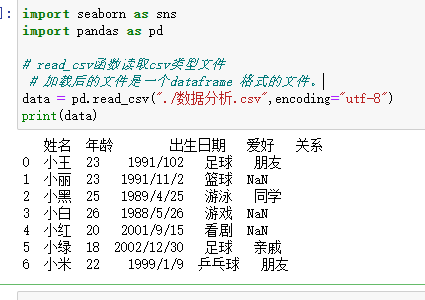 ]:
import seaborn as sns
import pandas as pd
# read_csv函数读取csv类型文件
# 加载后的文件是一个dataframe 格式的文件。
data = pd.read_csv("./数据分析.csv",encoding="utf-8")
print(data)
姓名 年龄 出生日期 爱好 关系
0 小王 23 1991/102 足球 朋友
1 小丽 23 1991/11/2 篮球 NaN
2 小黑 25 1989/4/25 游泳 同学
3 小白 26 1988/5/26 游戏 NaN
4 小红 20 2001/9/15 看剧 NaN
5 小绿 18 2002/12/30 足球 亲戚
6 小米 22 1999/1/9 乒乓球 朋友